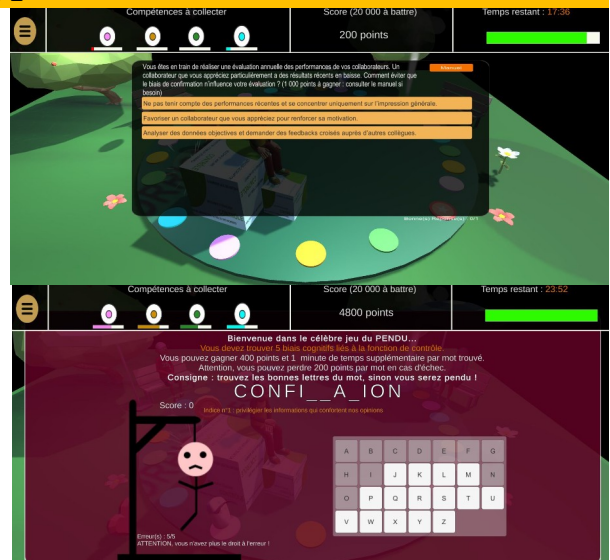 Compétences à collecter
Score (20 000 à battre)
Temps restant : 17:36
200 points
Vous êtes en train de réaliser une évaluation annuelle des performances de vos collaborateurs. Un
collaborateur que vous appréciez particulièrement a des résultats récents en baisse. Comment éviter que
le biais de confirmation n'influence votre évaluation ? (1 000 points à gagner : consulter le manuel si
besoin)
Manuel
Ne pas tenir compte des performances récentes et se concentrer uniquement sur l'impression générale.
Favoriser un collaborateur que vous appréciez pour renforcer sa motivation.
Analyser des données objectives et demander des feedbacks croisés auprès d'autres collègues.
Bonne(s) Réponse(s) : 0/1
Compétences à collecter
Score (20 000 à battre)
Temps restant : 23:52
4800 points
Bienvenue dans le célèbre jeu du PENDU...
Vous devez trouver 5 biais cognitifs liés à la fonction de contrôle.
Vous pouvez gagner 400 points et 1 minute de temps supplémentaire par mot trouvé.
Attention, vous pouvez perdre 200 points par mot en cas d'échec.
Consigne : trouvez les bonnes lettres du mot, sinon vous serez pendu !
CONFI__A_ION
Score : 0
Indice n°1 : privilégier les informations qui confortent nos opinions
A B C D E F G
H I J K L M N
O P Q R S T U
V W X Y Z
Erreur(s) : 5/5
ATTENTION, vous n'avez plus le droit à l'erreur !